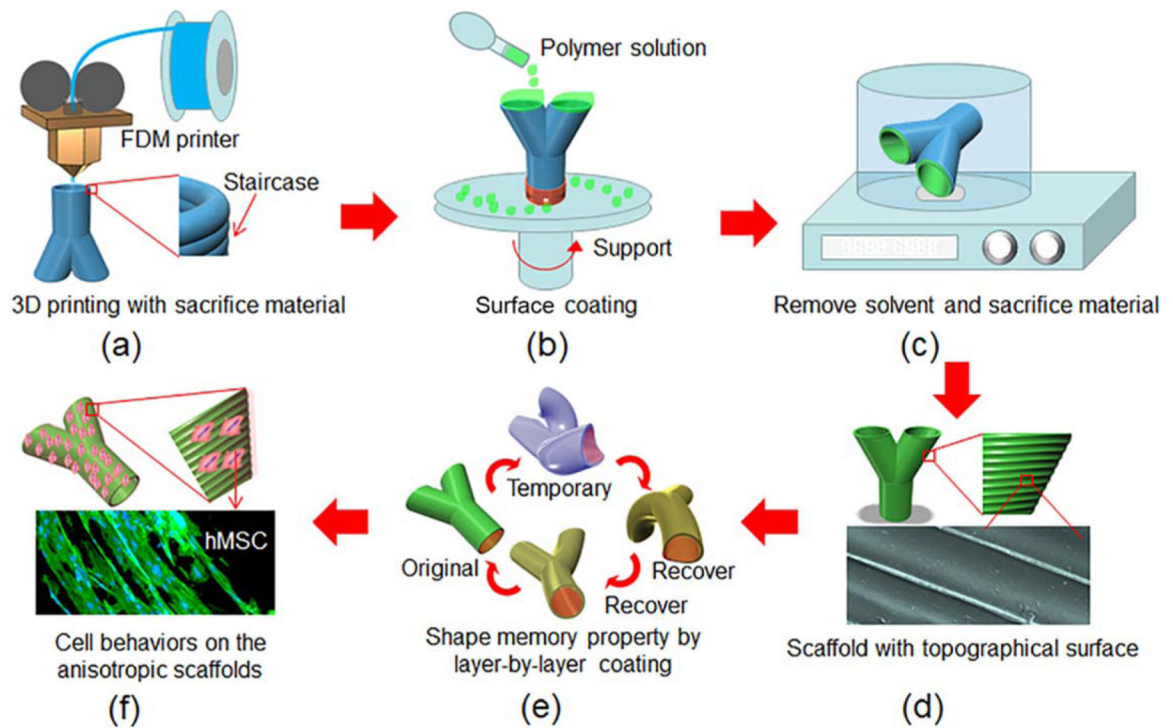 FDM printer
Staircase
3D printing with sacrifice material
(a)
Polymer solution
Support
Surface coating
(b)
Remove solvent and sacrifice material
(c)
hMSC
Cell behaviors on the
anisotropic scaffolds
(f)
Temporary
Original
Recover
Recover
Shape memory property by
layer-by-layer coating
(e)
Scaffold with topographical surface
(d)